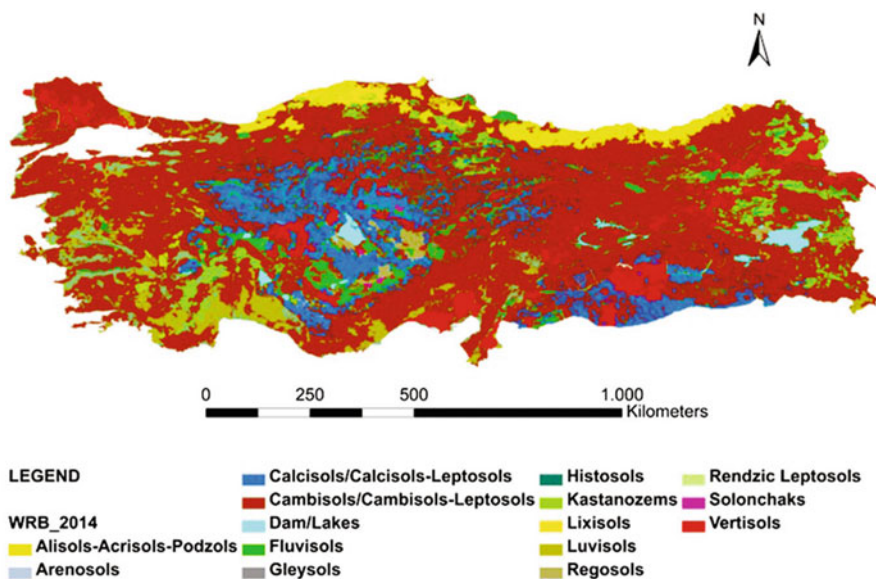 N
0 250 500 1.000
Kilometers
LEGEND
WRB_2014
Alisols-Acrisols-Podzols
Arenosols
Calcisols/Calcisols-Leptosols
Cambisols/Cambisols-Leptosols
Dam/Lakes
Fluvisols
Gleysols
Histosols
Kastanozems
Lixisols
Luvisols
Regosols
Rendzic Leptosols
Solonchaks
Vertisols